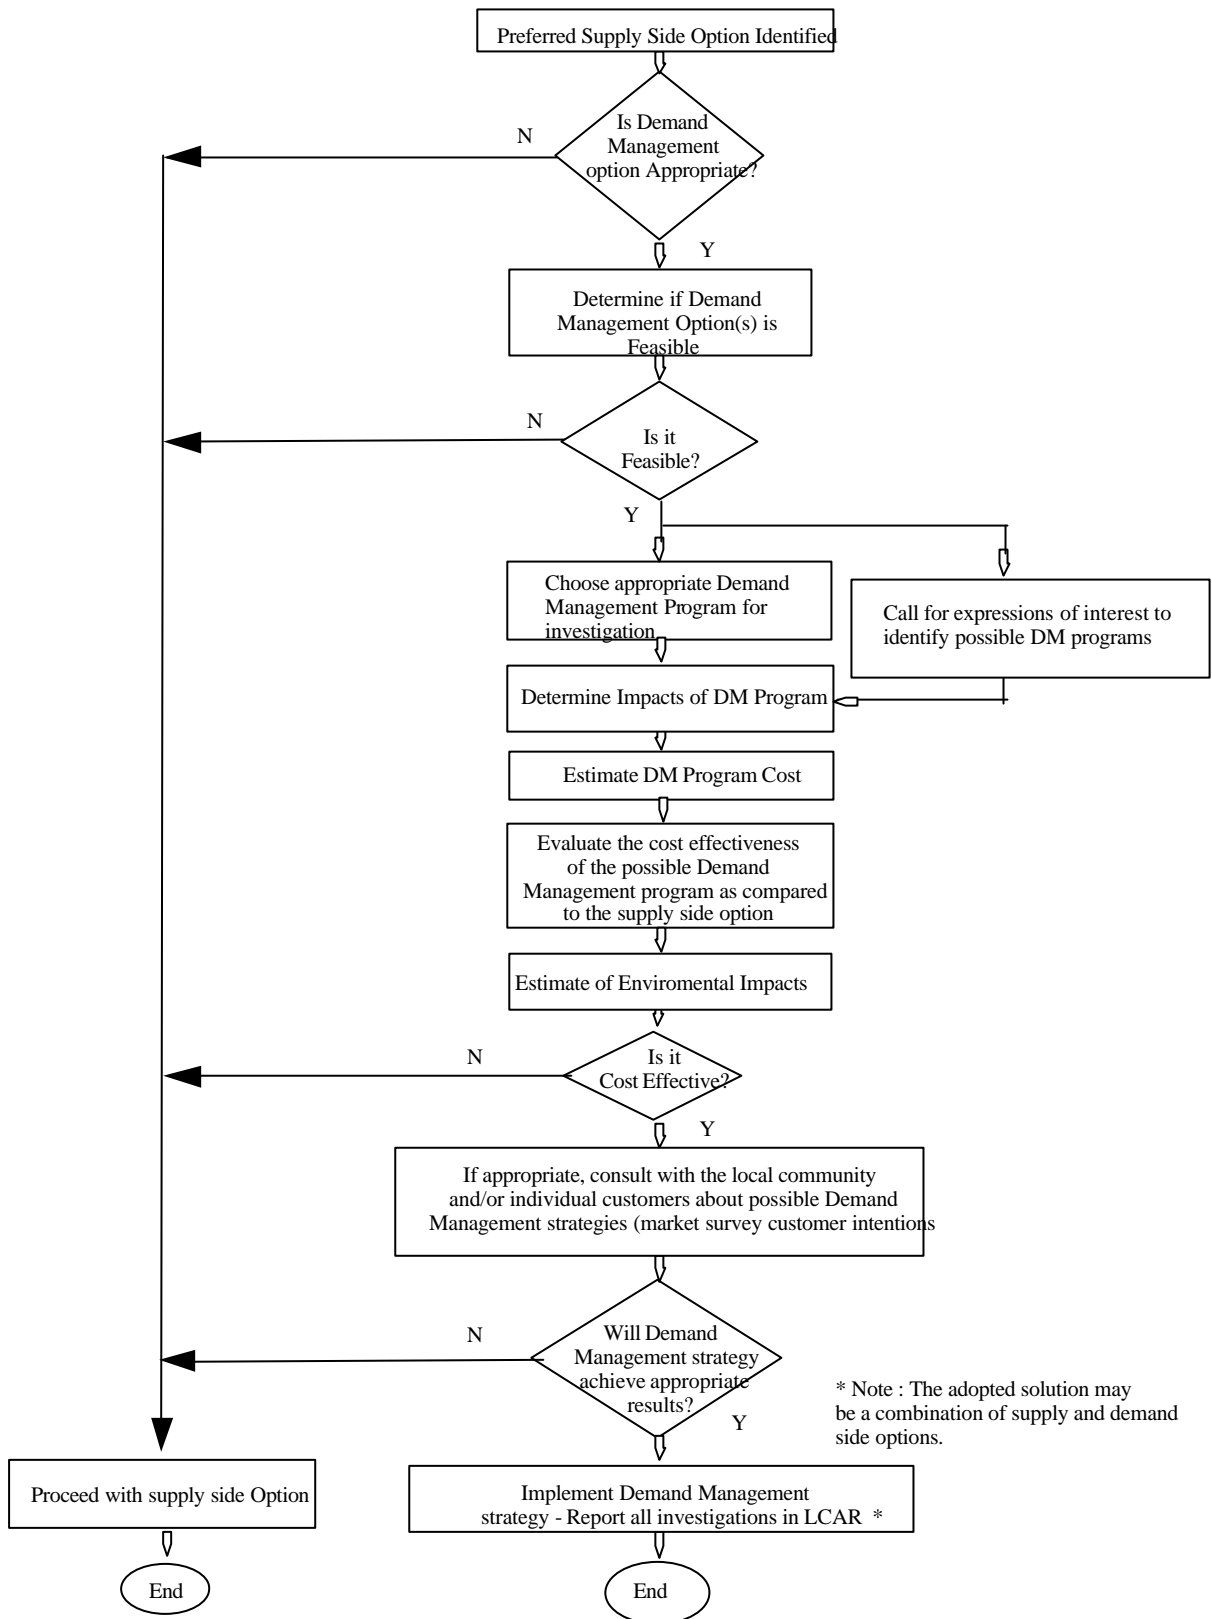 Preferred Supply Side Option Identified
Is Demand
Management
option Appropriate?
N
Y
Determine if Demand
Management Option(s) is
Feasible
N
Is it
Feasible?
Y
Choose appropriate Demand
Management Program for
investigation
Call for expressions of interest to
identify possible DM programs
Determine Impacts of DM Program
Estimate DM Program Cost
Evaluate the cost effectiveness
of the possible Demand
Management program as compared
to the supply side option
Estimate of Enviromental Impacts
N
Is it
Cost Effective?
Y
If appropriate, consult with the local community
and/or individual customers about possible Demand
Management strategies (market survey customer intentions
N
Will Demand
Management strategy
achieve appropriate
results?
Y
* Note : The adopted solution may
be a combination of supply and demand
side options.
Proceed with supply side Option
Implement Demand Management
strategy - Report all investigations in LCAR *
End
End